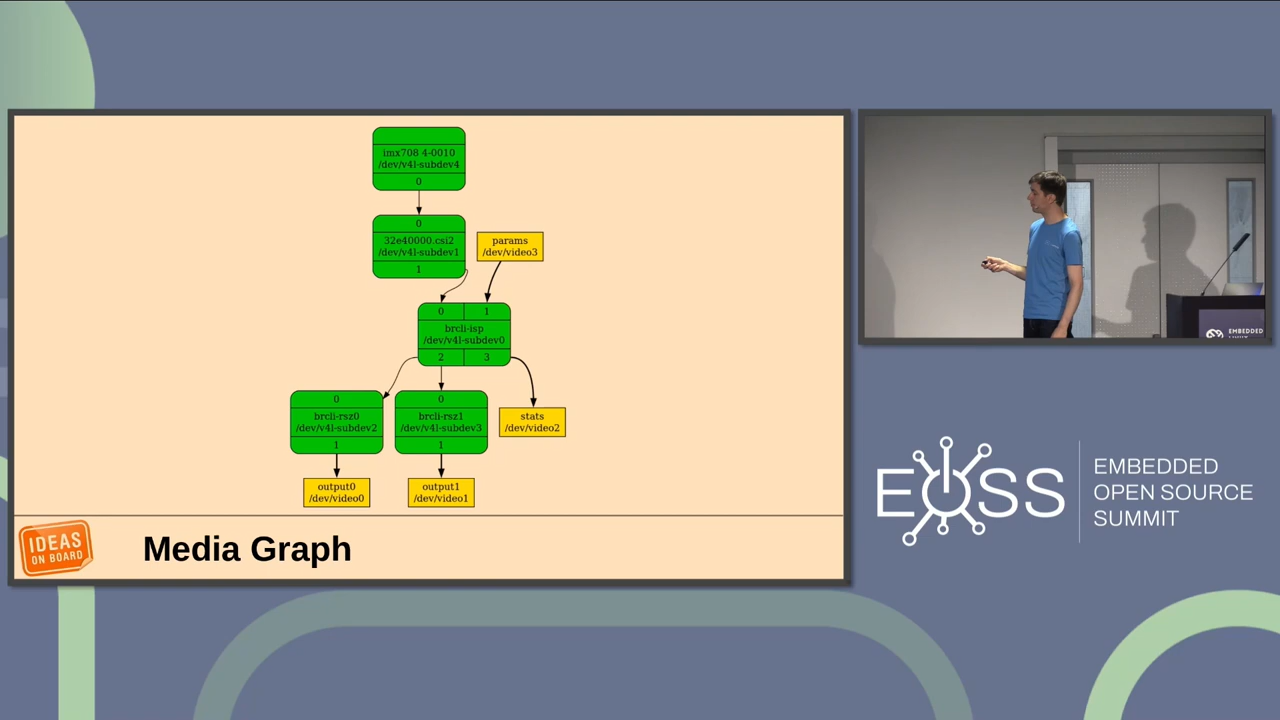 imx708 4-0010
/dev/v4l-subdev4
0
0
32e40000.csi2
/dev/v4l-subdev1
1
params
/dev/video3
0 1
brcli-isp
/dev/v4l-subdev0
2 3
0
brcli-rsz0
/dev/v4l-subdev2
1
0
brcli-rsz1
/dev/v4l-subdev3
1
stats
/dev/video2
output0
/dev/video0
output1
/dev/video1
IDEAS
ON BOARD
Media Graph
EMBEDDED
EOSS
EMBEDDED
OPEN SOURCE
SUMMIT